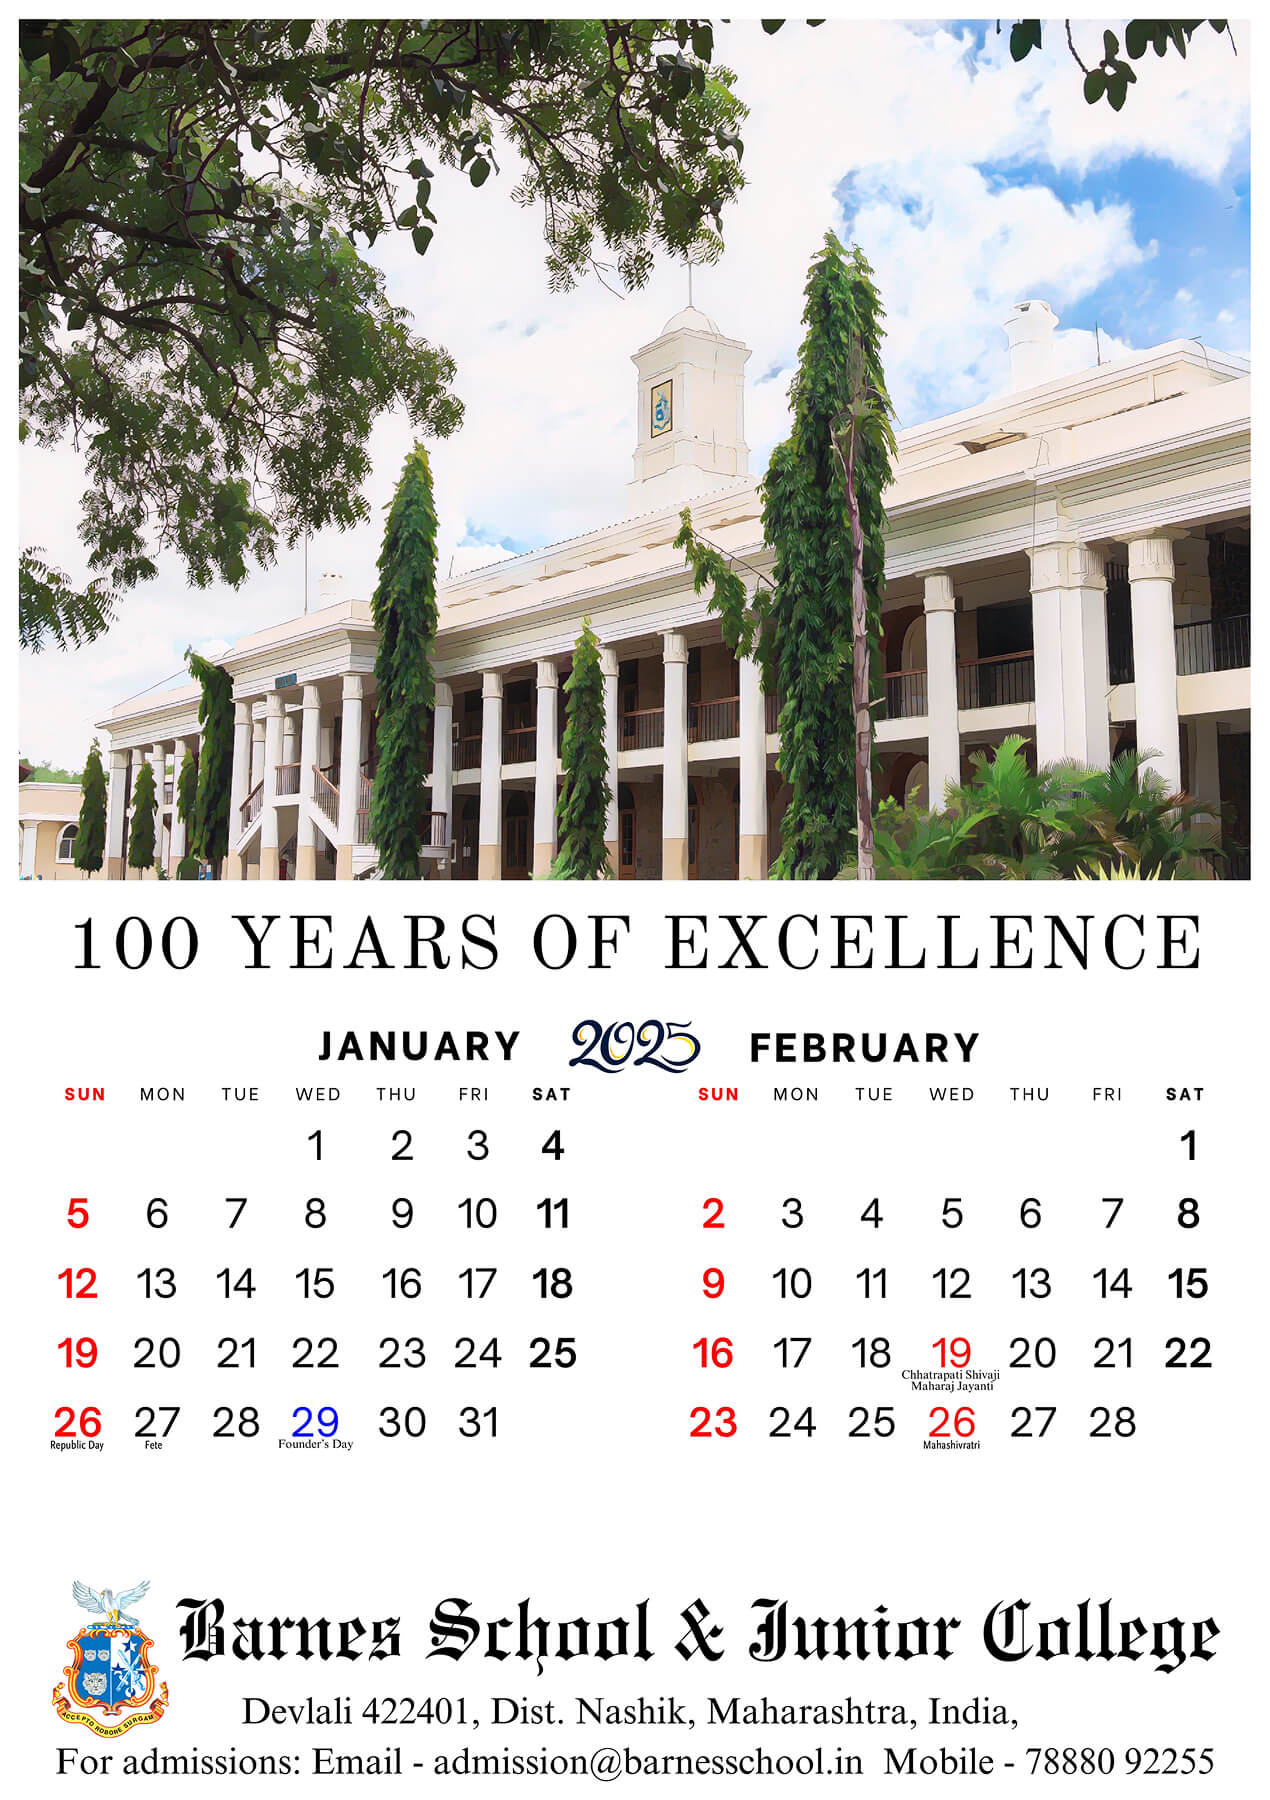 100 YEARS OF EXCELLENCE
JANUARY 2025 FEBRUARY
SUN MON TUE WED THU FRI SAT SUN MON TUE WED THU FRI SAT
1 2 3 4 1
5 6 7 8 9 10 11 2 3 4 5 6 7 8
12 13 14 15 16 17 18 9 10 11 12 13 14 15
19 20 21 22 23 24 25 16 17 18 19 20 21 22
Chhatrapati Shivaji
Maharaj Jayanti
26 27 28 29 30 31 23 24 25 26 27 28
Republic Day Fete Founder's Day Mahashivratri
Barnes School & Junior College
ACCEPTO ROBORE SURGAM
Devlali 422401, Dist. Nashik, Maharashtra, India,
For admissions: Email - admission@barnesschool.in Mobile - 78880 92255